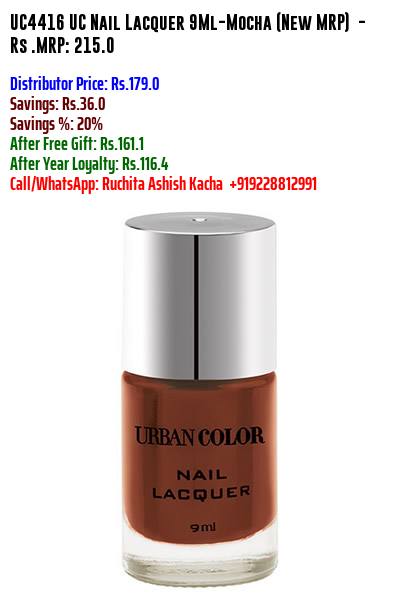 UC4416 UC Nail Lacquer 9Ml-Mocha (New MRP) -
Rs .MRP: 215.0
Distributor Price: Rs.179.0
Savings: Rs.36.0
Savings %: 20%
After Free Gift: Rs.161.1
After Year Loyalty: Rs.116.4
Call/WhatsApp: Ruchita Ashish Kacha +919228812991
URBAN COLOR
NAIL
LACQUER
9ml